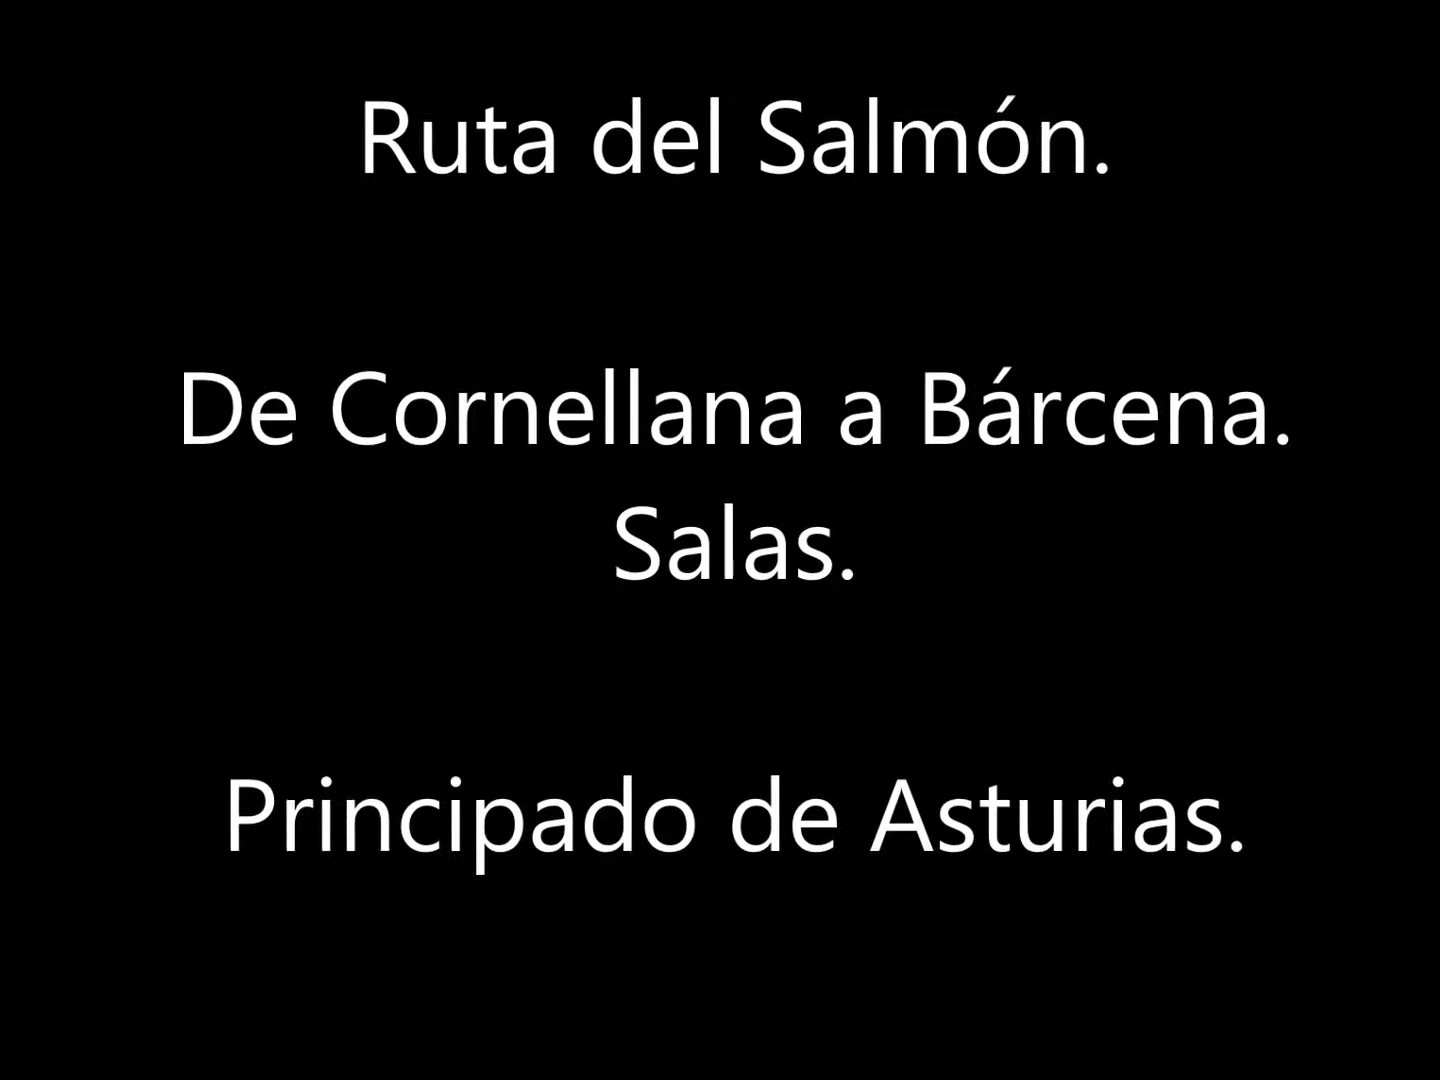 Ruta del Salmón.
De Cornellana a Bárcena.
Salas.
Principado de Asturias.